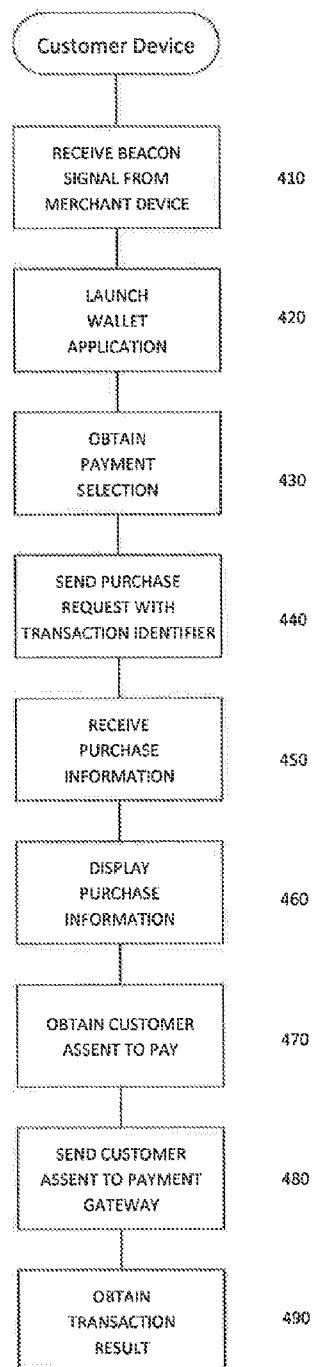 Customer Device
RECEIVE BEACON
SIGNAL FROM
MERCHANT DEVICE
410
LAUNCH
WALLET
APPLICATION
420
OBTAIN
PAYMENT
SELECTION
430
SEND PURCHASE
REQUEST WITH
TRANSACTION IDENTIFIER
440
RECEIVE
PURCHASE
INFORMATION
450
DISPLAY
PURCHASE
INFORMATION
460
OBTAIN CUSTOMER
ASSENT TO PAY
470
SEND CUSTOMER
ASSENT TO PAYMENT
GATEWAY
480
OBTAIN
TRANSACTION
RESULT
490